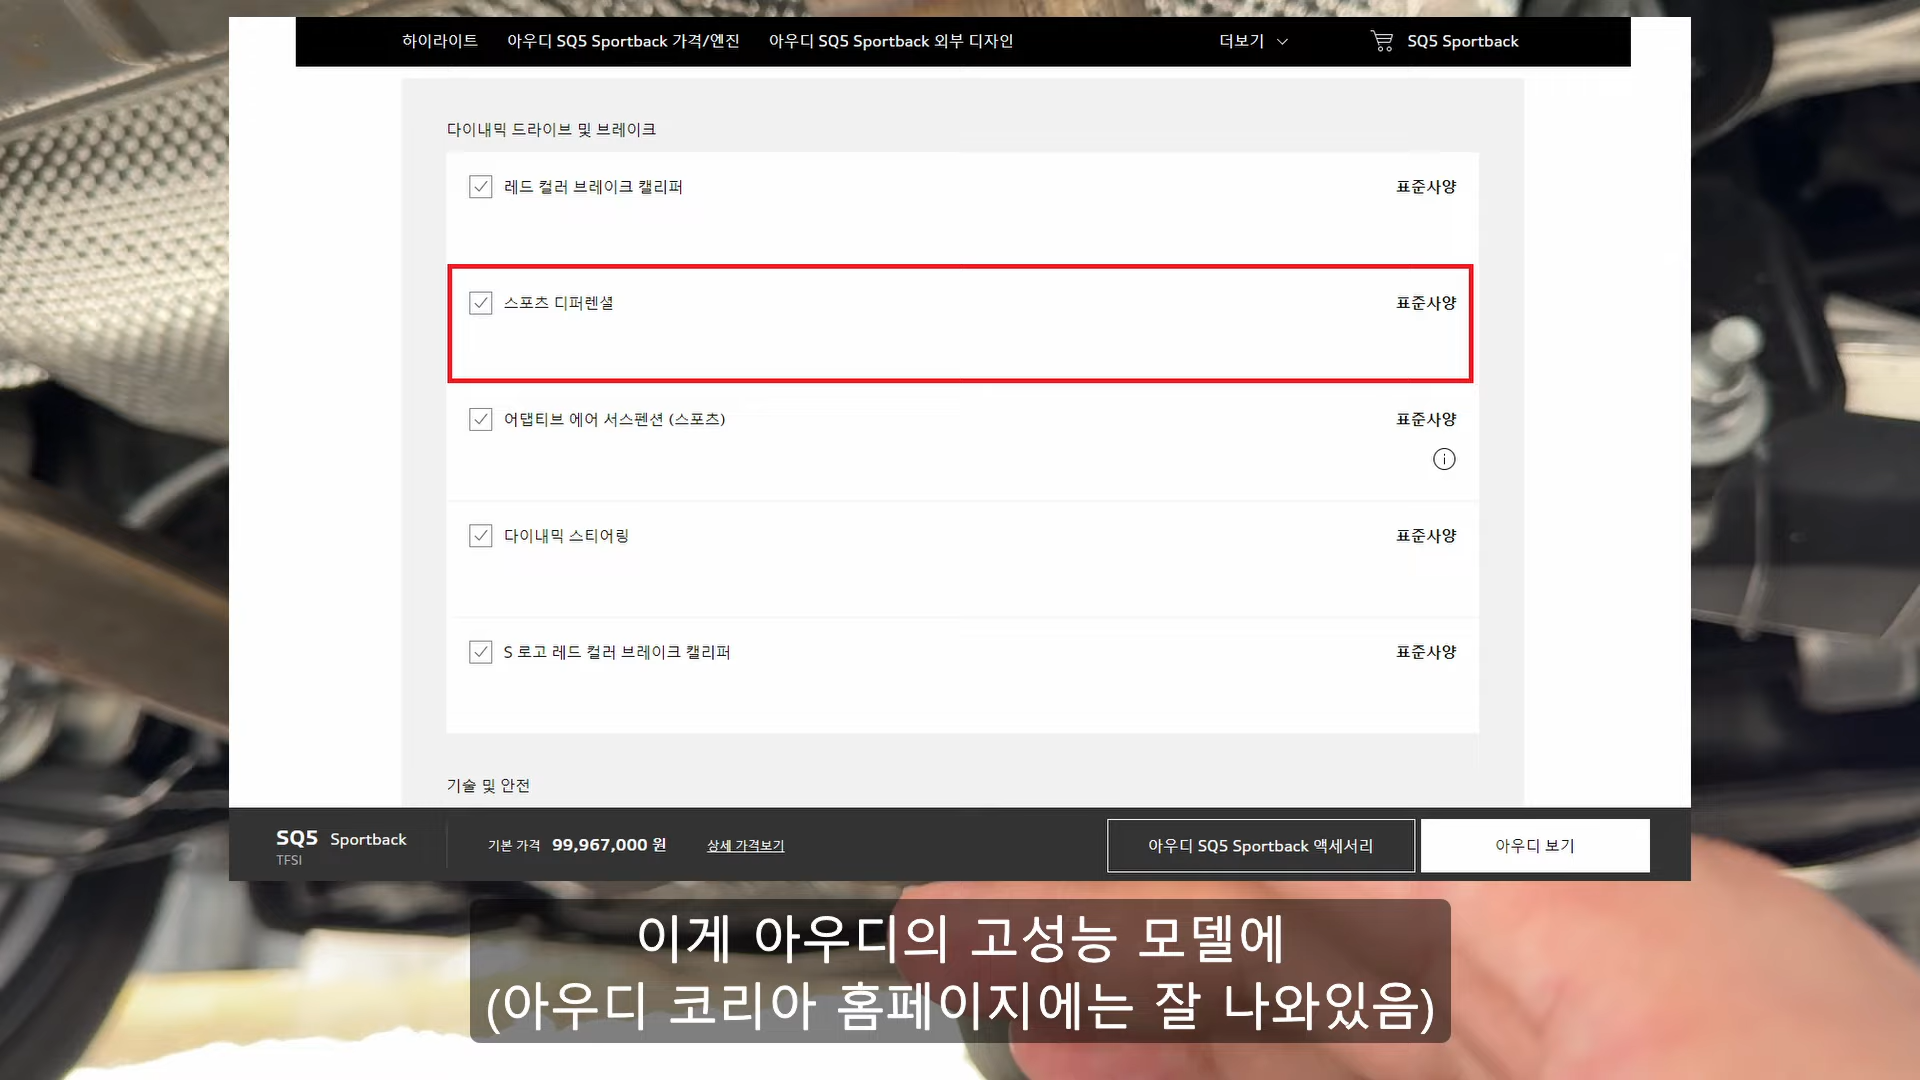 하이라이트
아우디 SQ5 Sportback 가격/엔진
아우디 SQ5 Sportback 외부 디자인
더보기
SQ5 Sportback
다이내믹 드라이브 및 브레이크
레드 컬러 브레이크 캘리퍼
표준사양
스포츠 디퍼렌셜
표준사양
어댑티브 에어 서스펜션 (스포츠)
표준사양
다이내믹 스티어링
표준사양
S 로고 레드 컬러 브레이크 캘리퍼
표준사양
기술 및 안전
SQ5 Sportback
TFSI
기본 가격 99,967,000 원
상세 가격보기
아우디 SQ5 Sportback 액세서리
아우디 보기
이게 아우디의 고성능 모델에
(아우디 코리아 홈페이지에는 잘 나와있음)